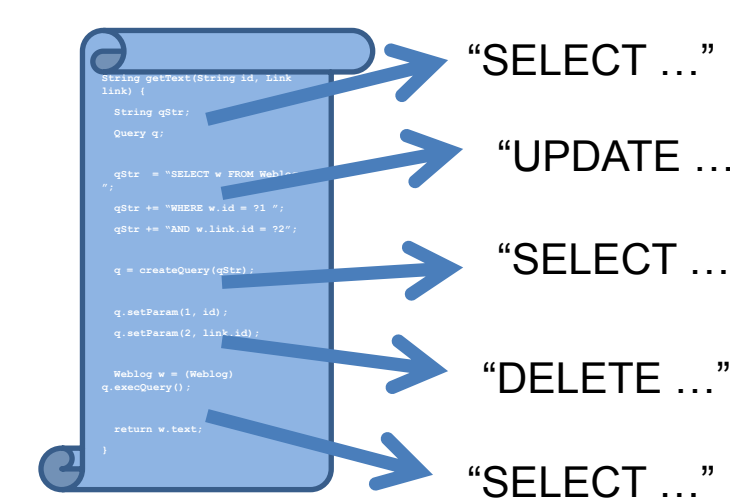 String getText(String id, Link
link) {
String qStr;
Query q;
qStr = “SELECT w FROM Weblog
”;
qStr += “WHERE w.id = ?1 ”;
qStr += “AND w.link.id = ?2”;
q = createQuery(qStr);
q.setParam(1, id);
q.setParam(2, link.id);
Weblog w = (Weblog)
q.execQuery();
return w.text;
}
“SELECT …”
“UPDATE …
“SELECT …
“DELETE …”
“SELECT …”